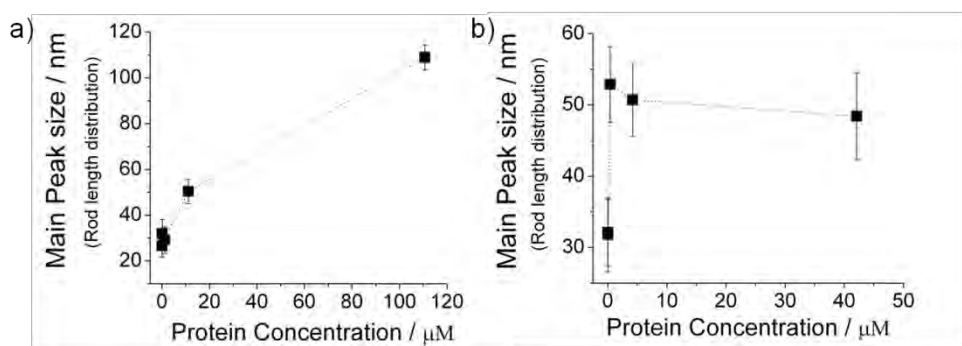 a)
Main Peak size / nm
(Rod length distribution)
120
100
80
60
40
20
0 20 40 60 80 100 120
Protein Concentration / μM
b)
Main Peak size / nm
(Rod length distribution)
60
50
40
30
0 10 20 30 40 50
Protein Concentration / μM